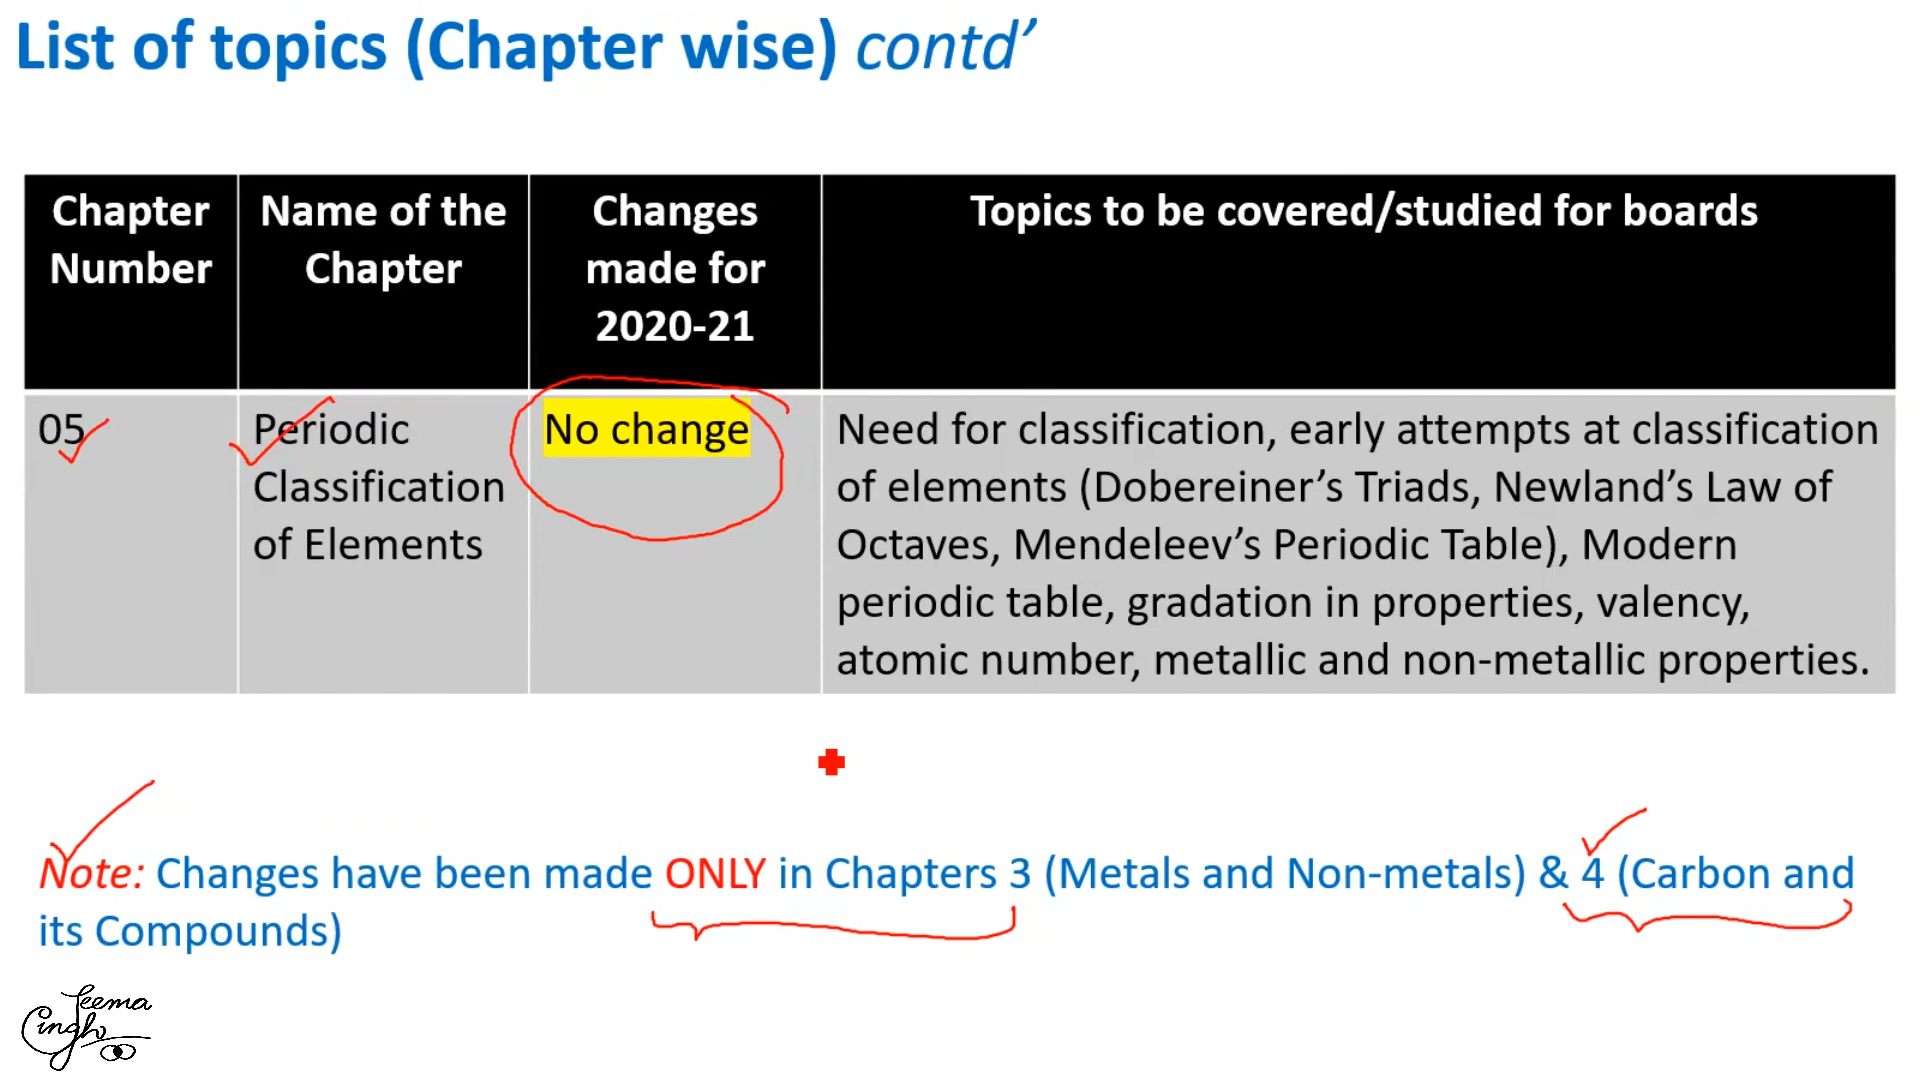 List of topics (Chapter wise) contd’
Chapter
Number
Name of the
Chapter
Changes
made for
2020-21
Topics to be covered/studied for boards
05
Periodic
Classification
of Elements
No change
Need for classification, early attempts at classification
of elements (Dobereiner’s Triads, Newland’s Law of
Octaves, Mendeleev’s Periodic Table), Modern
periodic table, gradation in properties, valency,
atomic number, metallic and non-metallic properties.
Note: Changes have been made ONLY in Chapters 3 (Metals and Non-metals) & 4 (Carbon and
its Compounds)